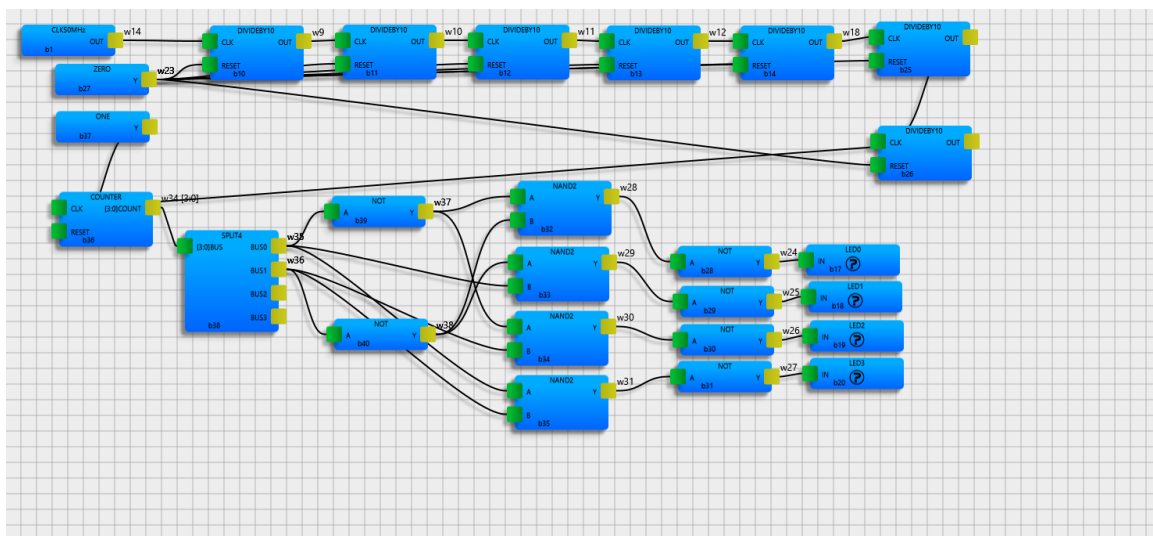 CLK50MHz
OUT
b1
w14
DIVIDEBY10
CLK OUT
RESET
b10
w9
DIVIDEBY10
CLK OUT
RESET
b11
w10
DIVIDEBY10
CLK OUT
RESET
b12
w11
DIVIDEBY10
CLK OUT
RESET
b13
w12
DIVIDEBY10
CLK OUT
RESET
b14
w18
DIVIDEBY10
CLK OUT
RESET
b25
ZERO
Y
b27
w23
ONE
Y
b37
DIVIDEBY10
CLK OUT
RESET
b26
COUNTER
CLK [3:0]COUNT
RESET
b36
w34 [3:0]
SPLIT4
[3:0]BUS BUS0
BUS1
BUS2
BUS3
b38
w35
w36
NOT
A Y
b39
w37
NOT
A Y
b40
w38
NAND2
A Y
B
b32
w28
NAND2
A Y
B
b33
w29
NAND2
A Y
B
b34
w30
NAND2
A Y
B
b35
w31
NOT
A Y
b28
w24
LED0
IN ?
b17
NOT
A Y
b29
w25
LED1
IN ?
b18
NOT
A Y
b30
w26
LED2
IN ?
b19
NOT
A Y
b31
w27
LED3
IN ?
b20